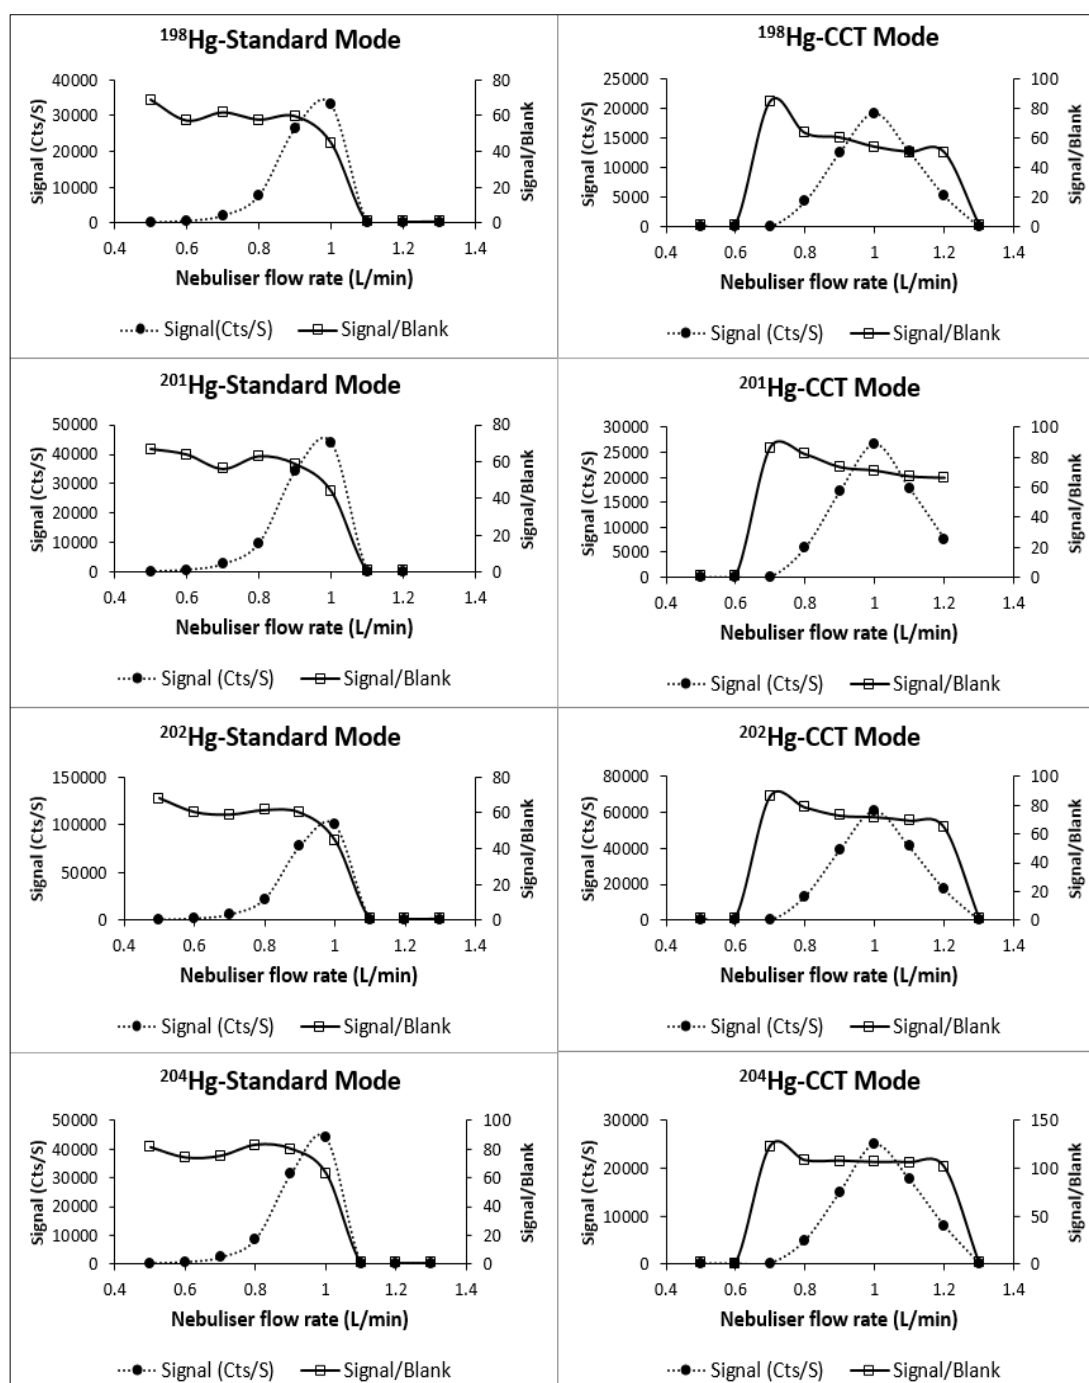 ¹⁹⁸Hg-Standard Mode
40000 30000 20000 10000 0
80 60 40 20 0
Signal (Cts/S)
Signal/Blank
0.4 0.6 0.8 1 1.2 1.4
Nebuliser flow rate (L/min)
Signal(Cts/S) Signal/Blank
¹⁹⁸Hg-CCT Mode
25000 20000 15000 10000 5000 0
100 80 60 40 20 0
Signal (Cts/S)
Signal/Blank
0.4 0.6 0.8 1 1.2 1.4
Nebuliser flow rate (L/min)
Signal (Cts/S) Signal/Blank
²⁰¹Hg-Standard Mode
50000 40000 30000 20000 10000 0
80 60 40 20 0
Signal (Cts/S)
Signal/Blank
0.4 0.6 0.8 1 1.2 1.4
Nebuliser flow rate (L/min)
Signal (Cts/S) Signal/Blank
²⁰¹Hg-CCT Mode
30000 25000 20000 15000 10000 5000 0
100 80 60 40 20 0
Signal (Cts/S)
Signal/Blank
0.4 0.6 0.8 1 1.2 1.4
Nebuliser flow rate (L/min)
Signal (Cts/S) Signal/Blank
²⁰²Hg-Standard Mode
150000 100000 50000 0
80 60 40 20 0
Signal (Cts/S)
Signal/Blank
0.4 0.6 0.8 1 1.2 1.4
Nebuliser flow rate (L/min)
Signal (Cts/S) Signal/Blank
²⁰²Hg-CCT Mode
80000 60000 40000 20000 0
100 80 60 40 20 0
Signal (Cts/S)
Signal/Blank
0.4 0.6 0.8 1 1.2 1.4
Nebuliser flow rate (L/min)
Signal (Cts/S) Signal/Blank
²⁰⁴Hg-Standard Mode
50000 40000 30000 20000 10000 0
100 80 60 40 20 0
Signal (Cts/S)
Signal/Blank
0.4 0.6 0.8 1 1.2 1.4
Nebuliser flow rate (L/min)
Signal (Cts/S) Signal/Blank
²⁰⁴Hg-CCT Mode
30000 20000 10000 0
150 100 50 0
Signal (Cts/S)
Signal/Blank
0.4 0.6 0.8 1 1.2 1.4
Nebuliser flow rate (L/min)
Signal (Cts/S) Signal/Blank